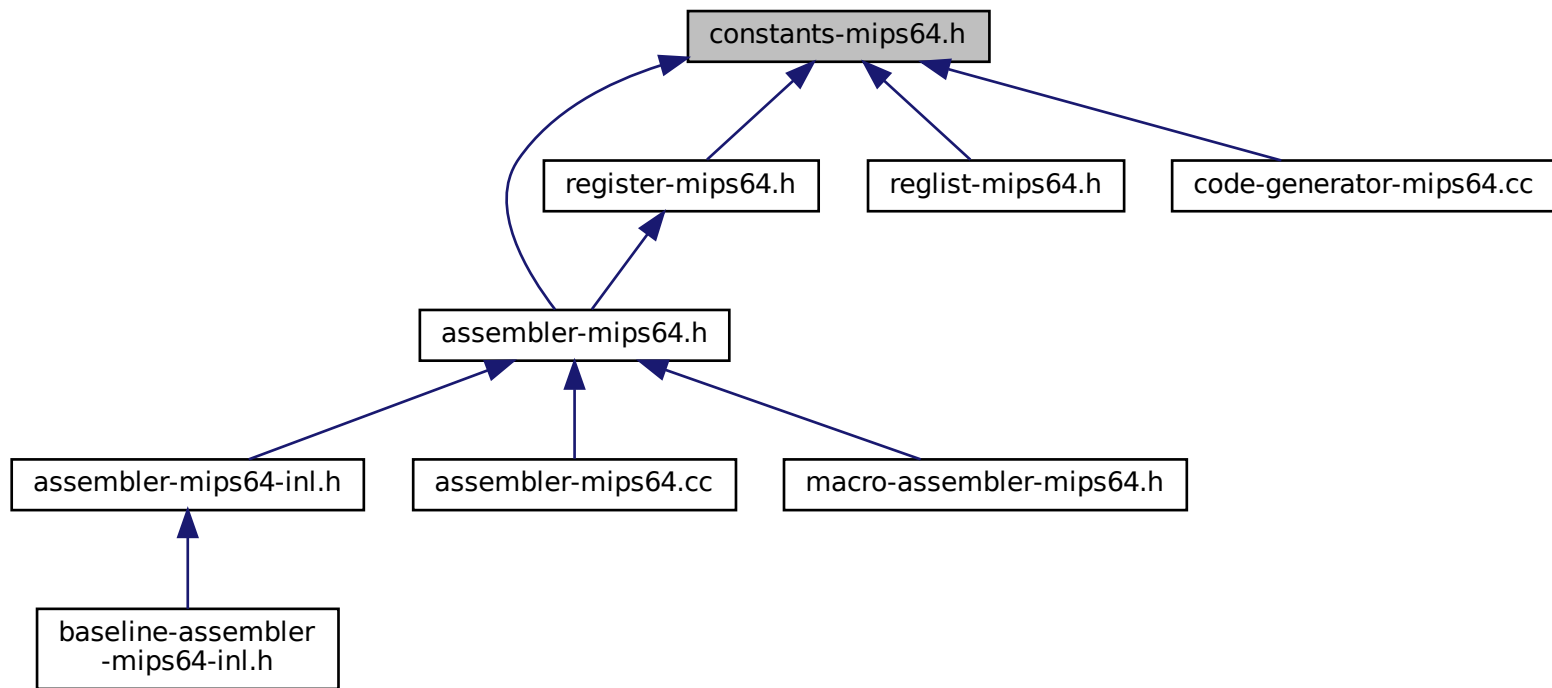 constants-mips64.h
register-mips64.h
reglist-mips64.h
code-generator-mips64.cc
assembler-mips64.h
assembler-mips64-inl.h
assembler-mips64.cc
macro-assembler-mips64.h
baseline-assembler
-mips64-inl.h